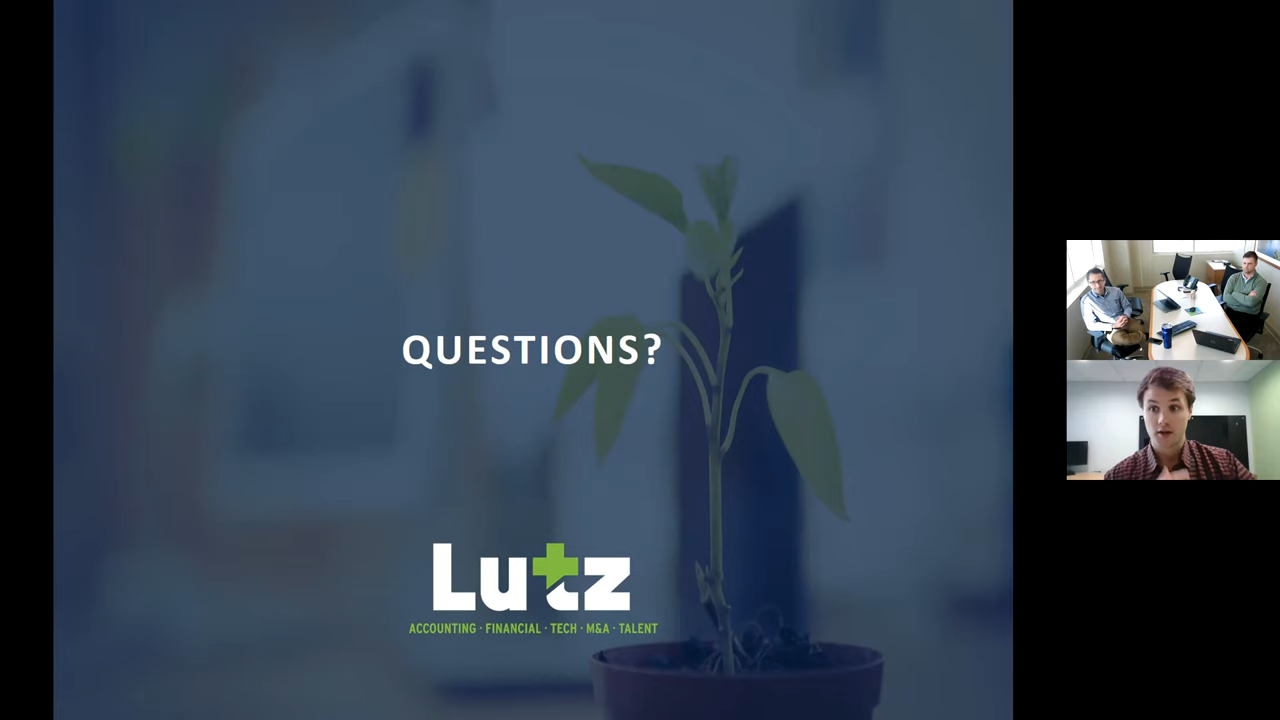 QUESTIONS?
Lutz
ACCOUNTING · FINANCIAL · TECH · M&A · TALENT